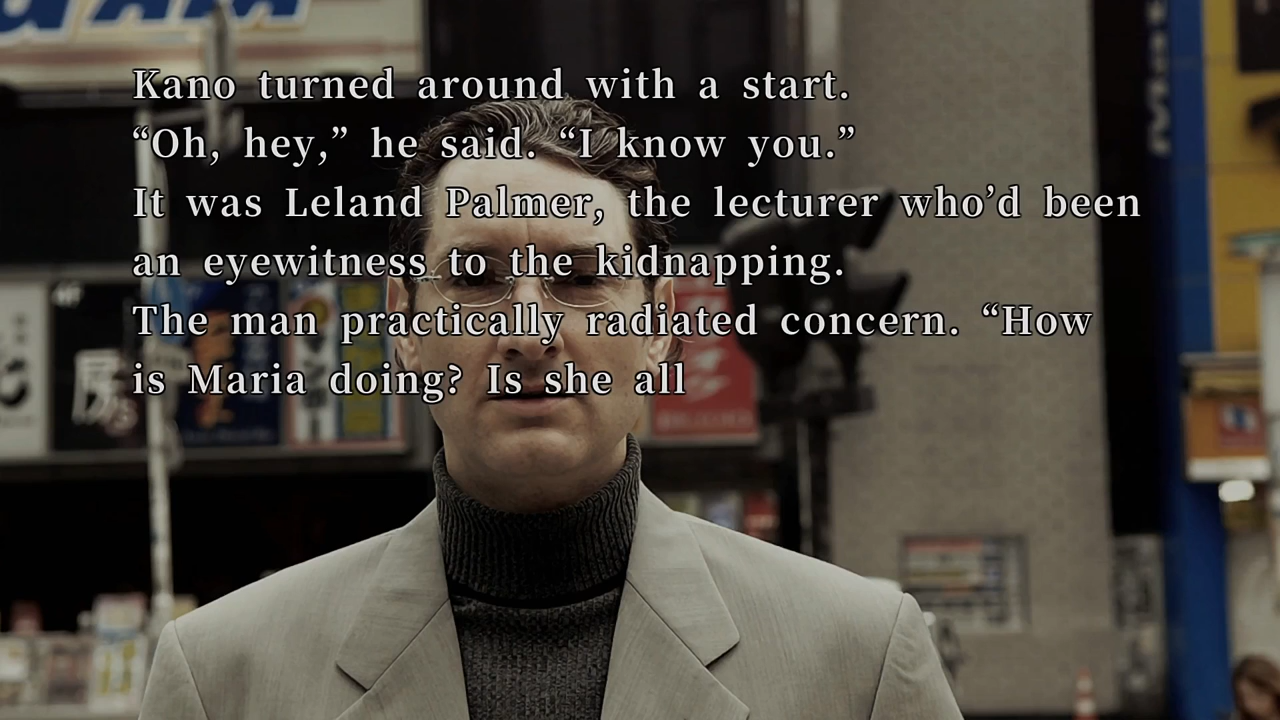 Kano turned around with a start.
“Oh, hey,” he said. “I know you.”
It was Leland Palmer, the lecturer who’d been
an eyewitness to the kidnapping.
The man practically radiated concern. “How
is Maria doing? Is she all
房